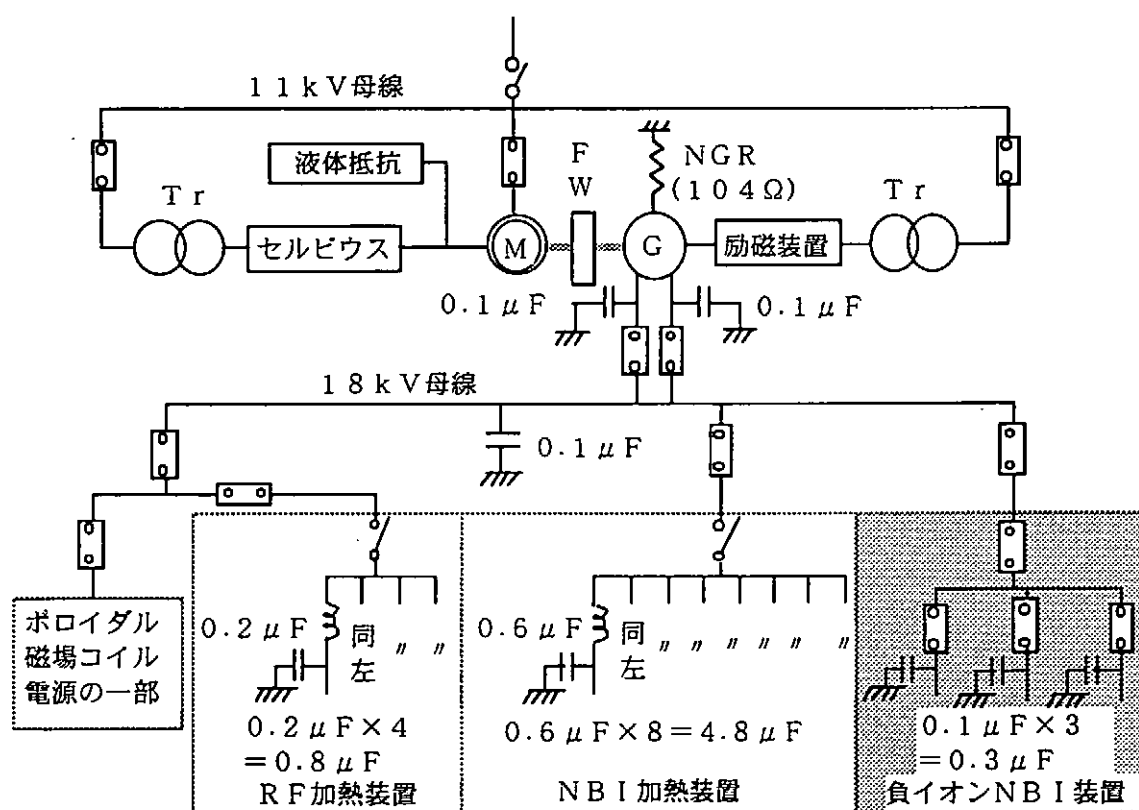 11kV母線
液体抵抗
F
W
NGR
(104Ω)
Tr
Tr
セルビウス
M
G
励磁装置
0.1μF
0.1μF
18kV母線
0.1μF
ポロイダル
磁場コイル
電源の一部
0.2μF
同
左
〃
〃
0.2μF×4
=0.8μF
RF加熱装置
0.6μF
同
左
〃
〃
〃
〃
〃
〃
0.6μF×8=4.8μF
NBI加熱装置
0.1μF×3
=0.3μF
負イオンNBI装置